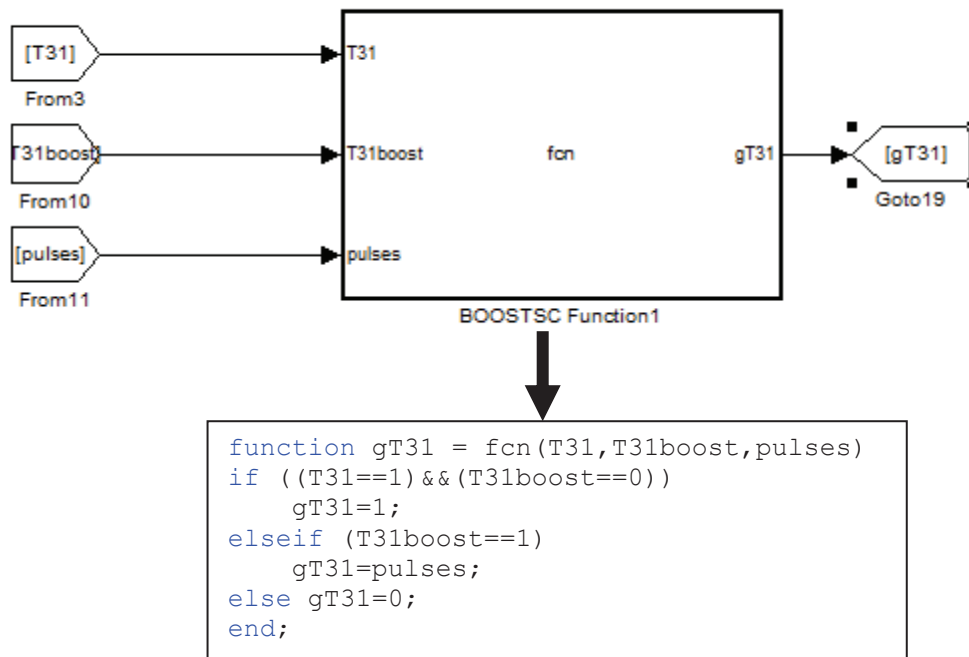 [T31]
From3
T31boost]
From10
[pulses]
From11
T31
T31boost
pulses
fcn
gT31
BOOSTSC Function1
[gT31]
Goto19
function gT31 = fcn(T31,T31boost,pulses)
if ((T31==1)&&(T31boost==0))
    gT31=1;
elseif (T31boost==1)
    gT31=pulses;
else gT31=0;
end;